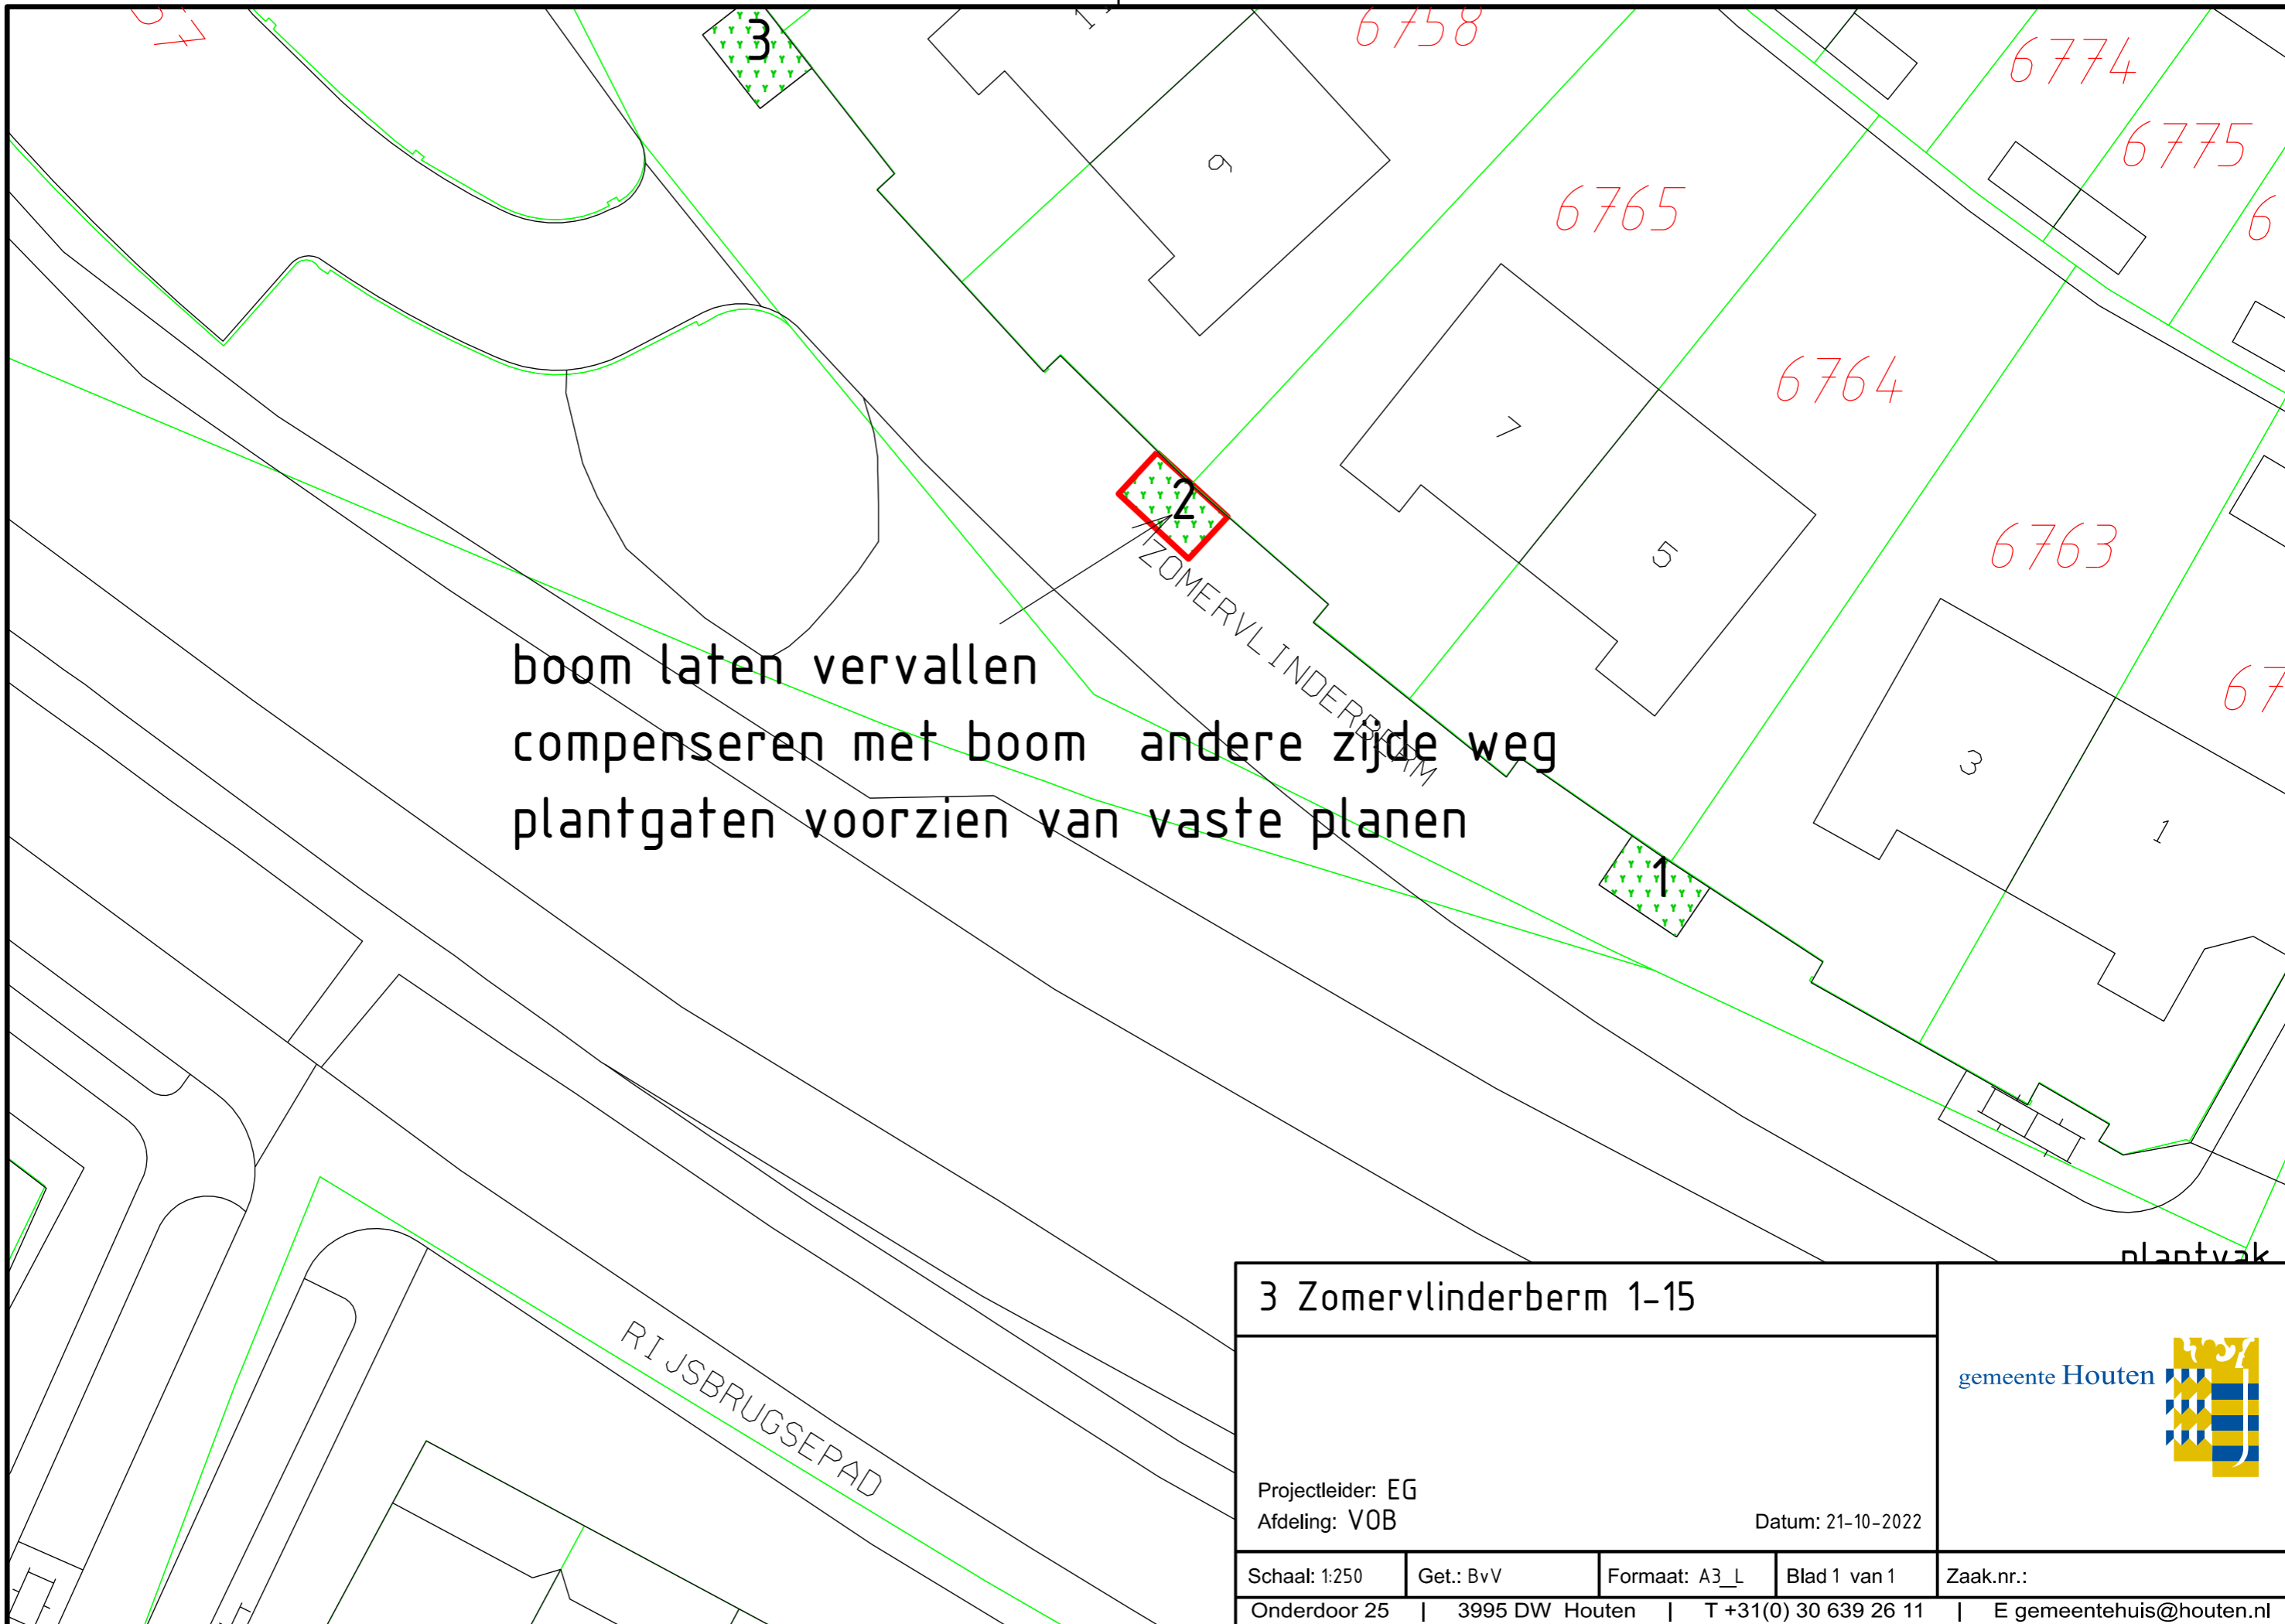 3
6758
6774
6775
9
6765
6764
7
2
5
6763
ZOMERVLINDERBERM
boom laten vervallen
compenseren met boom andere zijde weg
plantgaten voorzien van vaste planen
3
1
1
RIJSBRUGSEPAD
plantvak
3 Zomervlinderberm 1-15
gemeente Houten
Projectleider: EG
Afdeling: VOB
Datum: 21-10-2022
Schaal: 1:250
Get.: BvV
Formaat: A3_L
Blad 1 van 1
Zaak.nr.:
Onderdoor 25 | 3995 DW Houten | T +31(0) 30 639 26 11 | E gemeentehuis@houten.nl